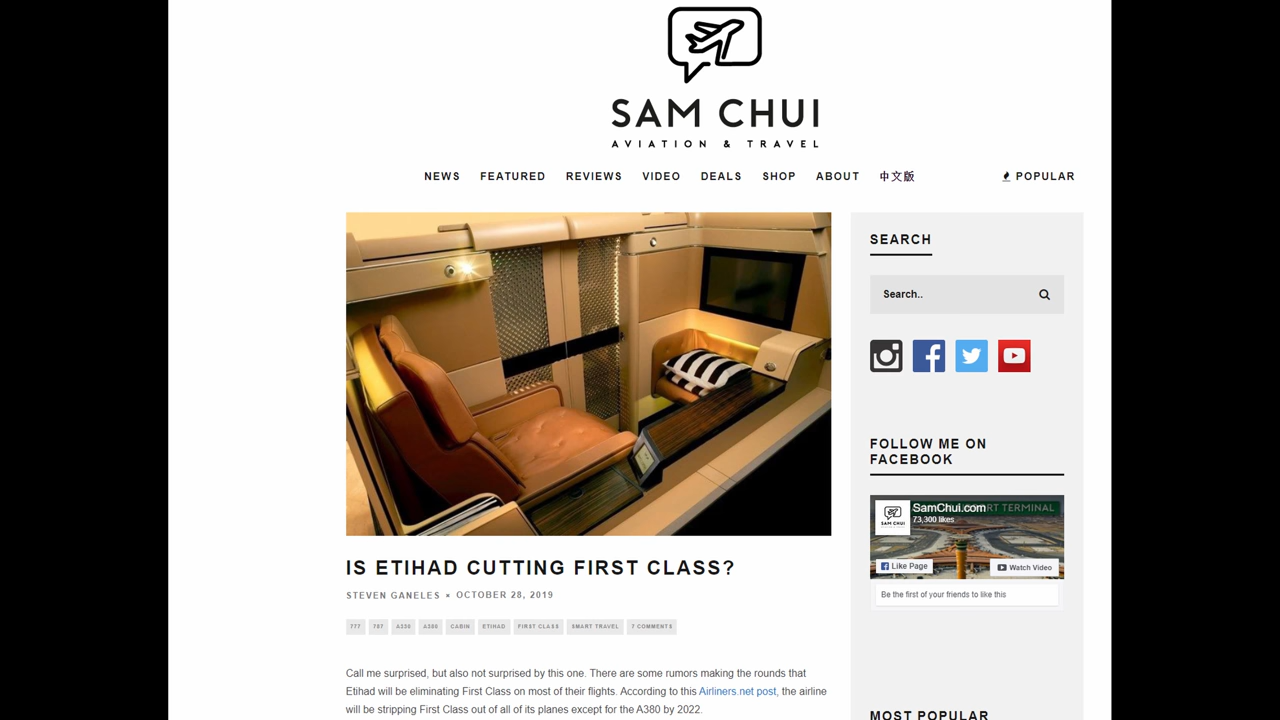 SAM CHUI
AVIATION & TRAVEL
NEWS FEATURED REVIEWS VIDEO DEALS SHOP ABOUT 中文版 POPULAR
IS ETIHAD CUTTING FIRST CLASS?
STEVEN GANELES × OCTOBER 28, 2019
777 787 A330 A380 CABIN ETIHAD FIRST CLASS SMART TRAVEL 7 COMMENTS
Call me surprised, but also not surprised by this one. There are some rumors making the rounds that
Etihad will be eliminating First Class on most of their flights. According to this Airliners.net post, the airline
will be stripping First Class out of all of its planes except for the A380 by 2022.
SEARCH
Search..
FOLLOW ME ON
FACEBOOK
SamChui.com
RT TERMINAL
73,300 likes
SAM CHUI
Like Page Watch Video
Be the first of your friends to like this
MOST POPULAR